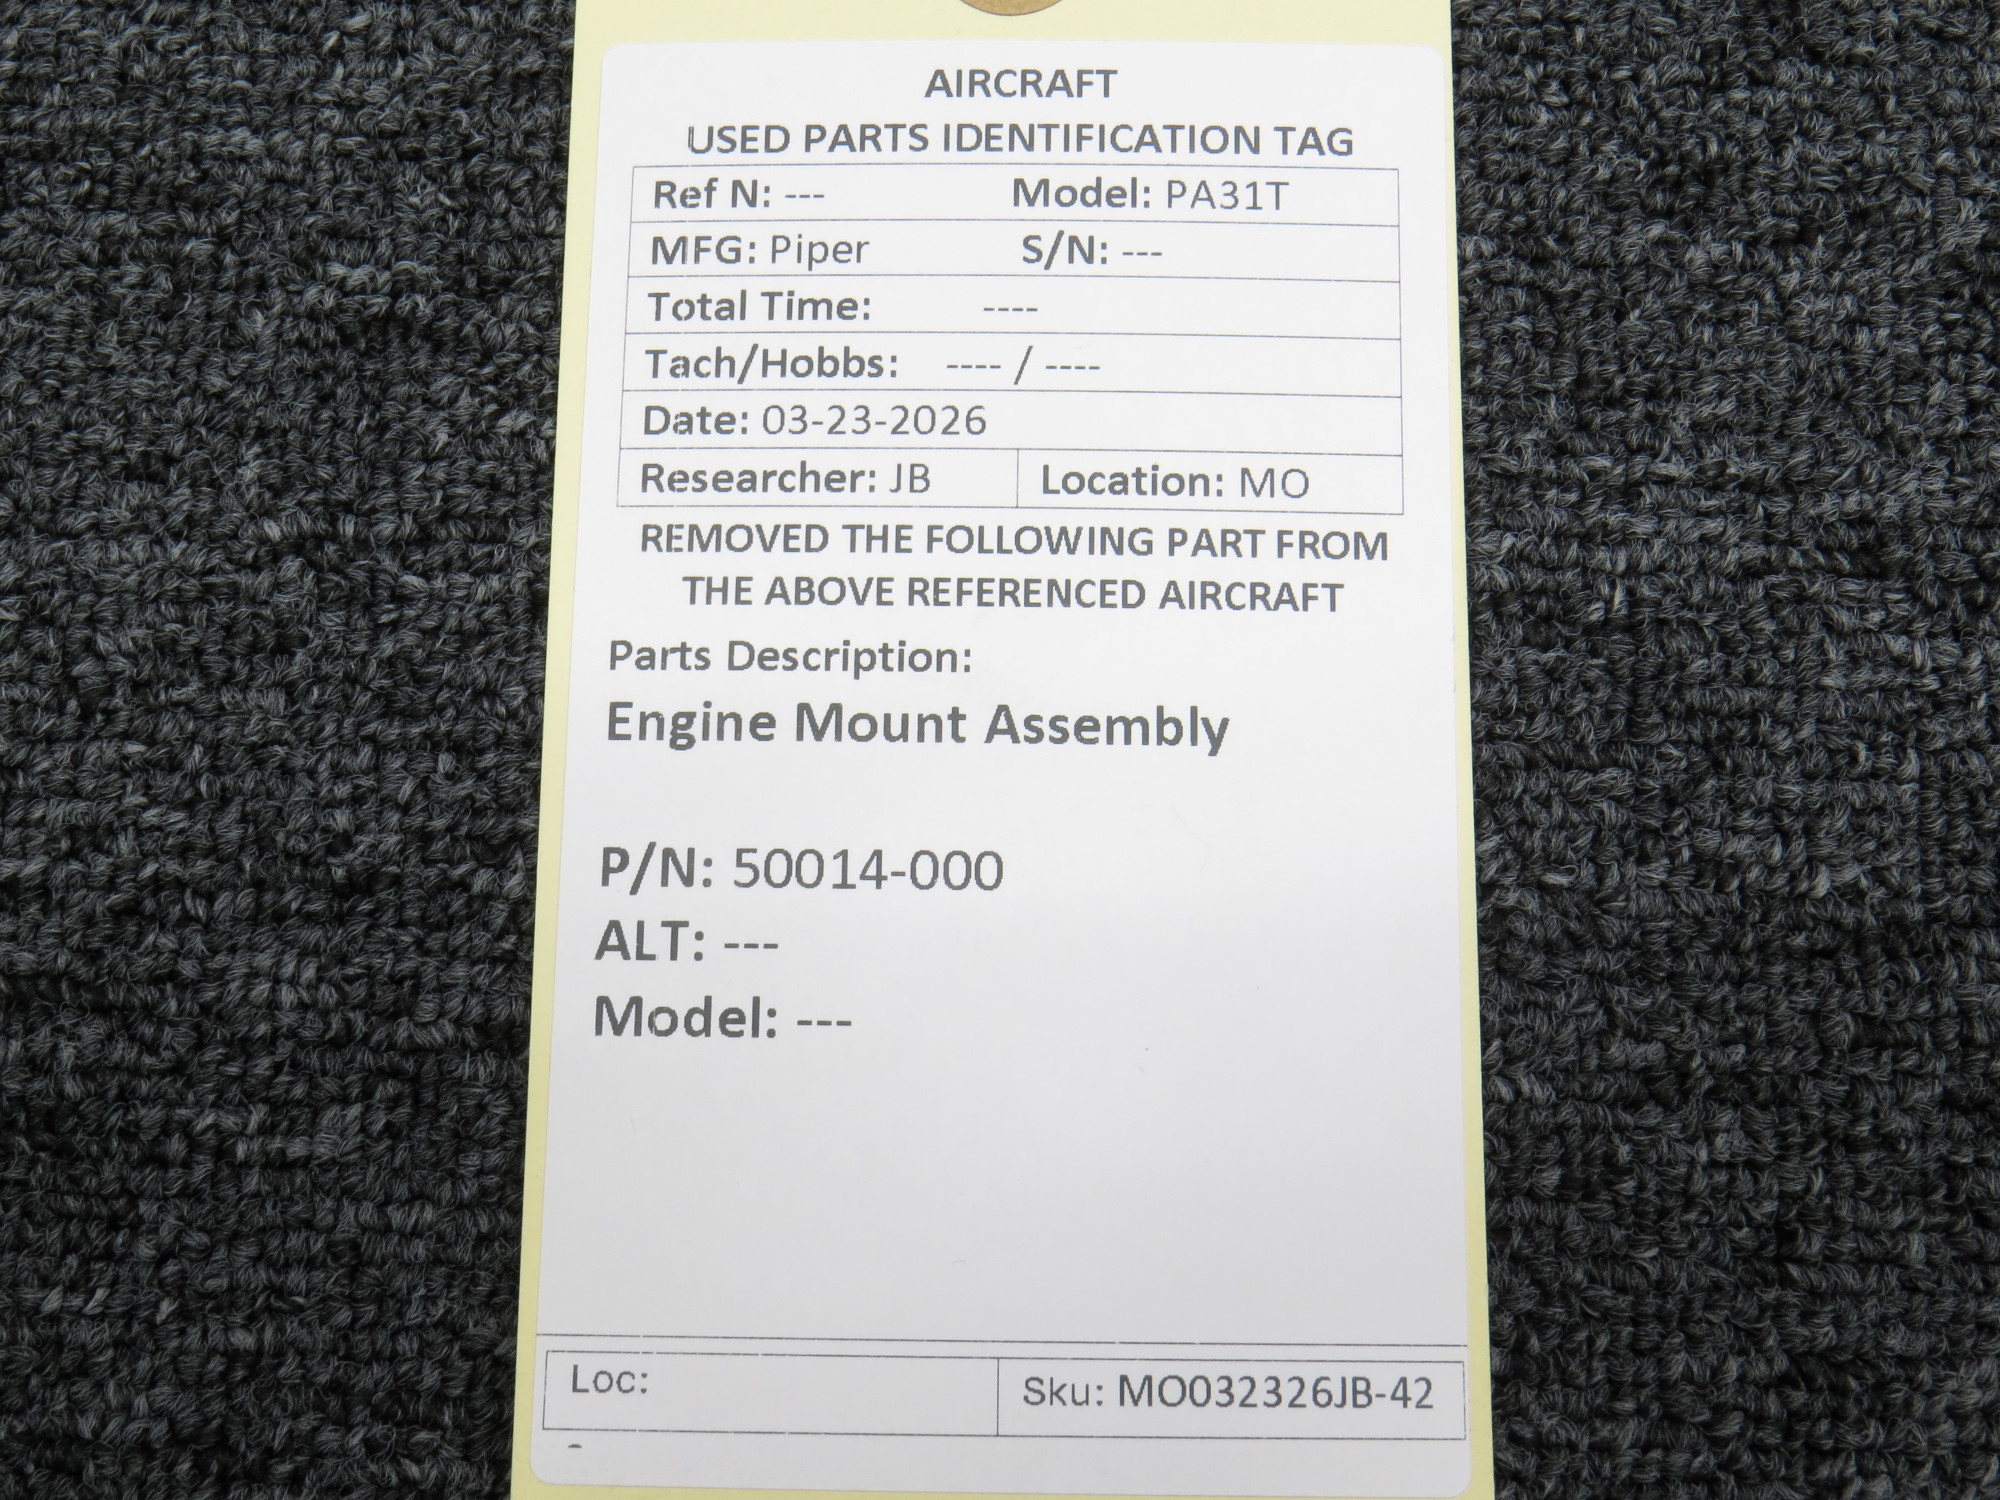 AIRCRAFT
USED PARTS IDENTIFICATION TAG
Ref N: --- Model: PA31T
MFG: Piper S/N: ---
Total Time: ----
Tach/Hobbs: ---- / ----
Date: 03-23-2026
Researcher: JB Location: MO
REMOVED THE FOLLOWING PART FROM
THE ABOVE REFERENCED AIRCRAFT
Parts Description:
Engine Mount Assembly
P/N: 50014-000
ALT: ---
Model: ---
Loc: Sku: MO032326JB-42